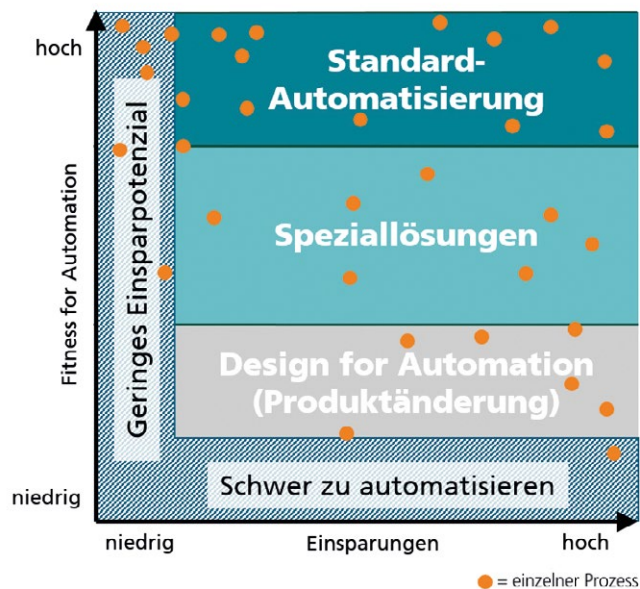 hoch
Standard-
Automatisierung
Geringes Einsparpotenzial
Fitness for Automation
Speziallösungen
Design for Automation
(Produktänderung)
Schwer zu automatisieren
niedrig
niedrig
Einsparungen
hoch
= einzelner Prozess